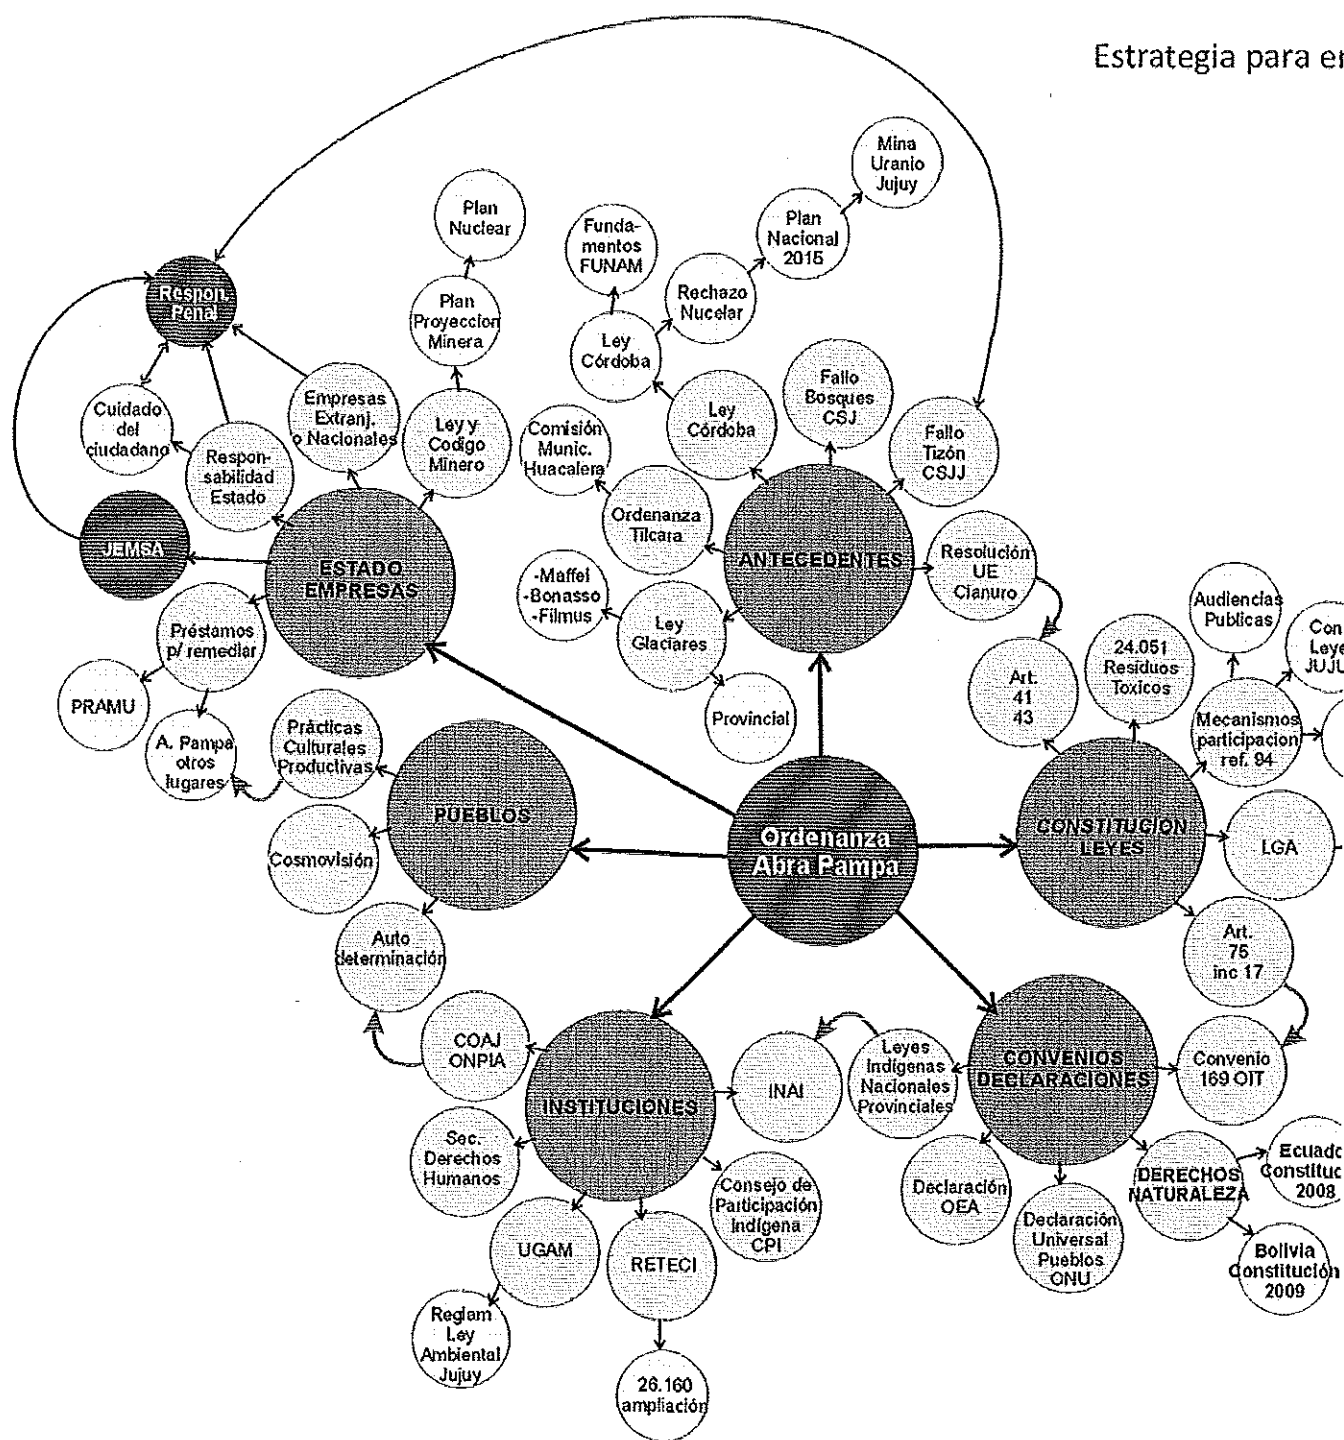 Estrategia para en
Mina
Uranio
Jujuy
Plan
Nuclear
Plan
Nacional
2015
Funda-
mentos
FUNAM
Rechazo
Nucelar
Respon.
Penal
Plan
Proyeccion
Minera
Ley
Córdoba
Fallo
Bosques
CSJ
Cuidado
del
ciudadano
Empresas
Extranj.
o Nacionales
Ley y
Codigo
Minero
Comisión
Munic.
Huacalera
Ley
Córdoba
Fallo
Tizón
CSJJ
Respon-
sabilidad
Estado
Ordenanza
Tilcara
JEMSA
ESTADO
EMPRESAS
ANTECEDENTES
Resolución
UE
Cianuro
-Maffei
-Bonasso
-Filmus
Ley
Glaciares
Audiencias
Publicas
Préstamos
p/ remediar
24.051
Residuos
Toxicos
Con
Leye
JUJU
PRAMU
Art.
41
43
Provincial
Mecanismos
participacion
ref. 94
A. Pampa
otros
lugares
Prácticas
Culturales
Productivas
PUEBLOS
Ordenanza
Abra Pampa
CONSTITUCION
LEYES
LGA
Cosmovisión
Auto
determinación
Art.
75
inc 17
COAJ
ONPIA
INSTITUCIONES
INAI
Leyes
Indígenas
Nacionales
Provinciales
CONVENIOS
DECLARACIONES
Convenio
169 OIT
Sec.
Derechos
Humanos
Consejo de
Participación
Indígena
CPI
Declaración
OEA
DERECHOS
NATURALEZA
Ecuadc
Constituc
2008
UGAM
RETECI
Declaración
Universal
Pueblos
ONU
Bolivia
Constitución
2009
Reglam
Ley
Ambiental
Jujuy
26.160
ampliación